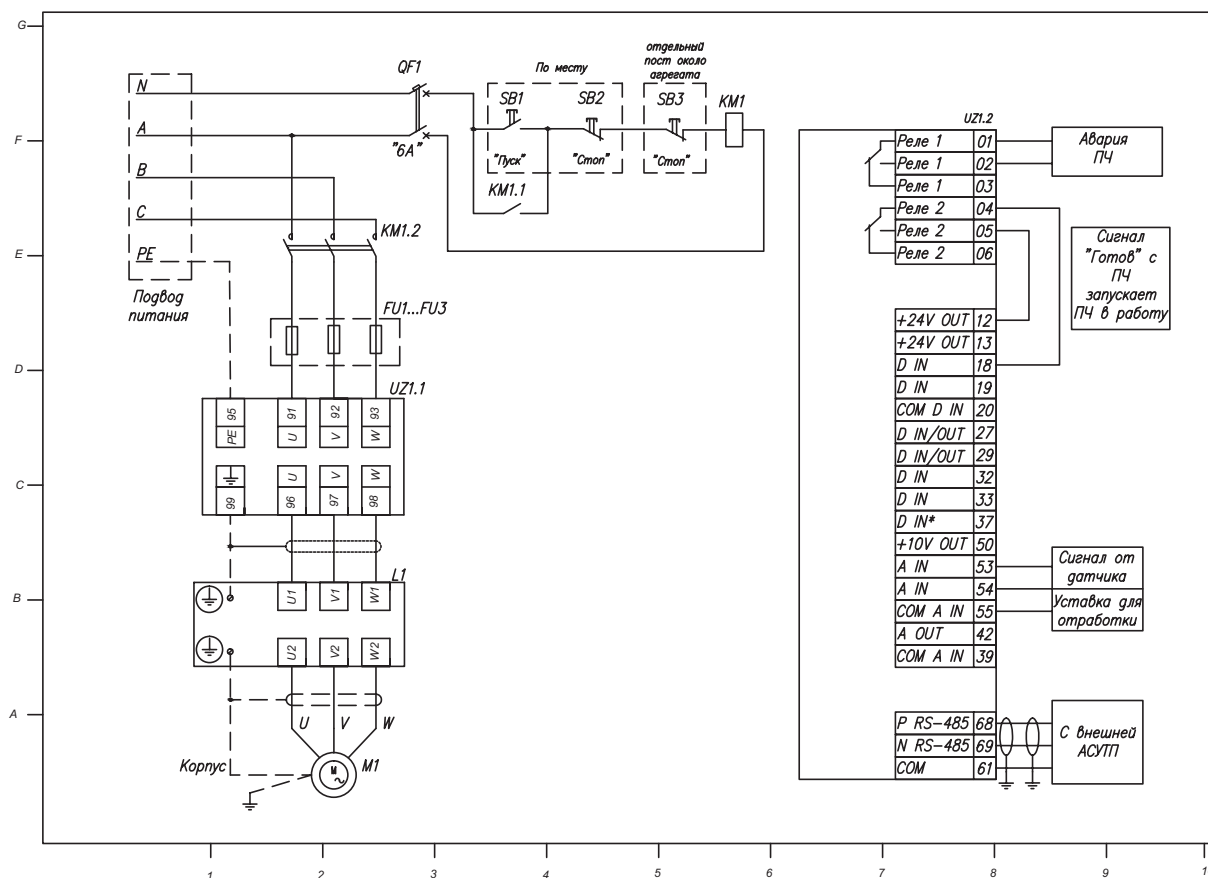 G
F
E
D
C
B
A
N
A
B
C
PE
Подвод
питания
QF1
"6А"
По месту
SB1
"Пуск"
SB2
"Стоп"
отдельный
пост около
агрегата
SB3
"Стоп"
KM1
KM1.1
KM1.2
FU1...FU3
UZ1.1
95
91
92
93
PE
U
V
W
U
V
W
99
96
97
98
L1
U1
V1
W1
U2
V2
W2
U
V
W
Корпус
M
~
M1
UZ1.2
Реле 1 01
Реле 1 02
Реле 1 03
Реле 2 04
Реле 2 05
Реле 2 06
Авария
ПЧ
Сигнал
"Готов" с
ПЧ
запускает
ПЧ в работу
+24V OUT 12
+24V OUT 13
D IN 18
D IN 19
COM D IN 20
D IN/OUT 27
D IN/OUT 29
D IN 32
D IN 33
D IN* 37
+10V OUT 50
A IN 53
A IN 54
COM A IN 55
A OUT 42
COM A IN 39
Сигнал от
датчика
Уставка для
отработки
P RS-485 68
N RS-485 69
COM 61
С внешней
АСУТП
1
2
3
4
5
6
7
8
9